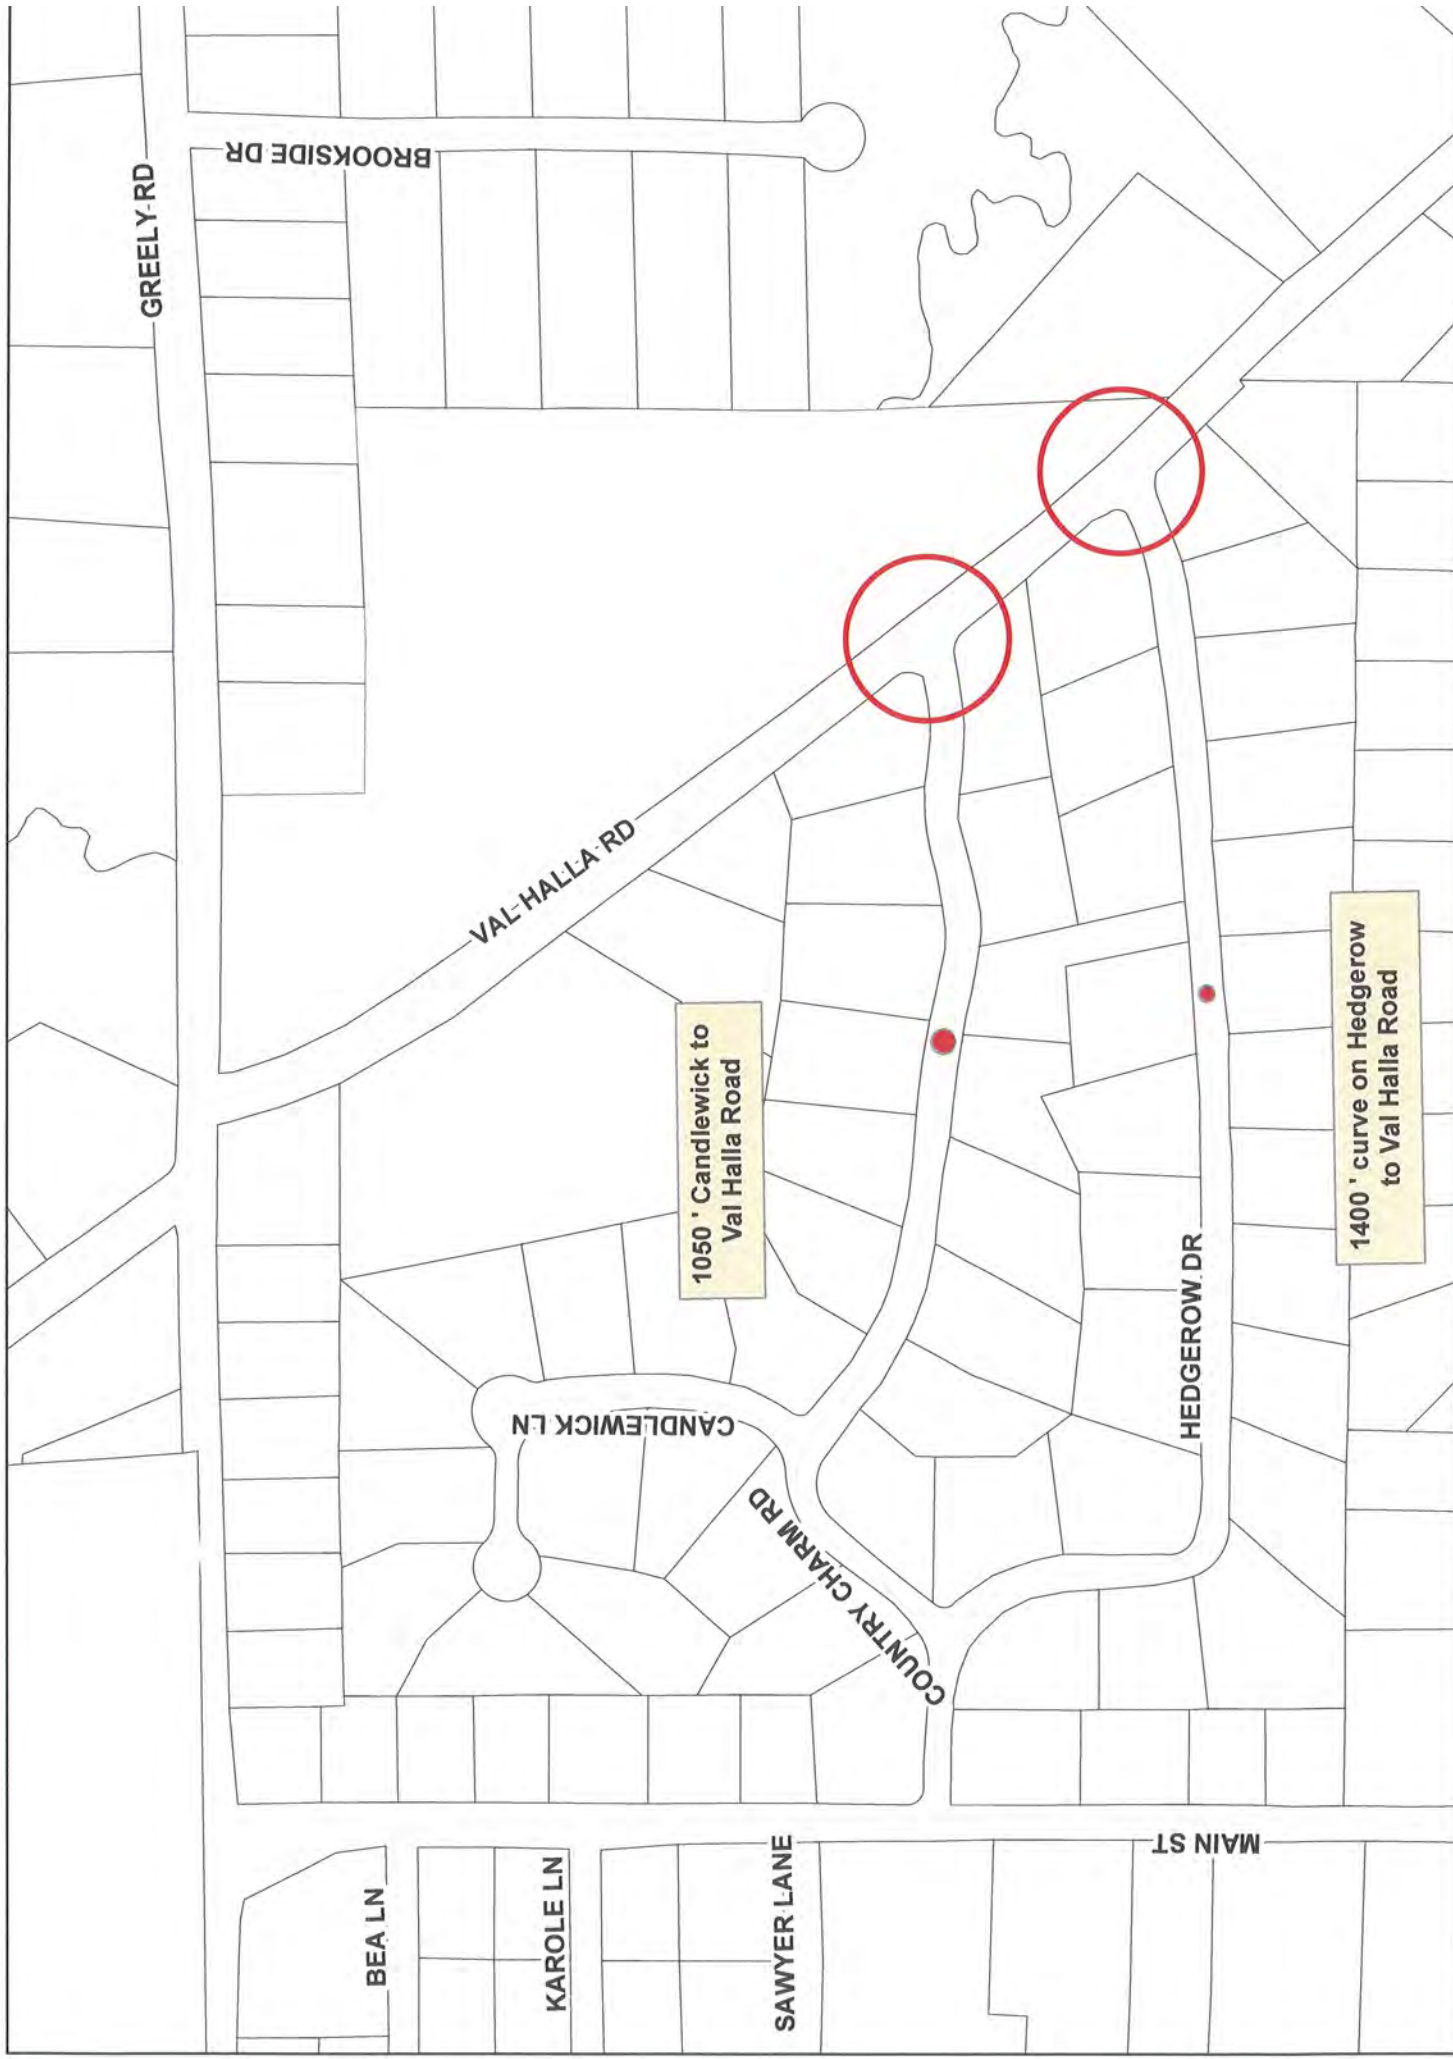 GREELY RD
BROOKSIDE DR
VAL HALLA RD
1050 ' Candlewick to
Val Halla Road
1400 ' curve on Hedgerow
to Val Halla Road
HEDGEROW DR
CANDLEWICK LN
COUNTRY CHARM RD
MAIN ST
BEA LN
KAROLE LN
SAWYER LANE